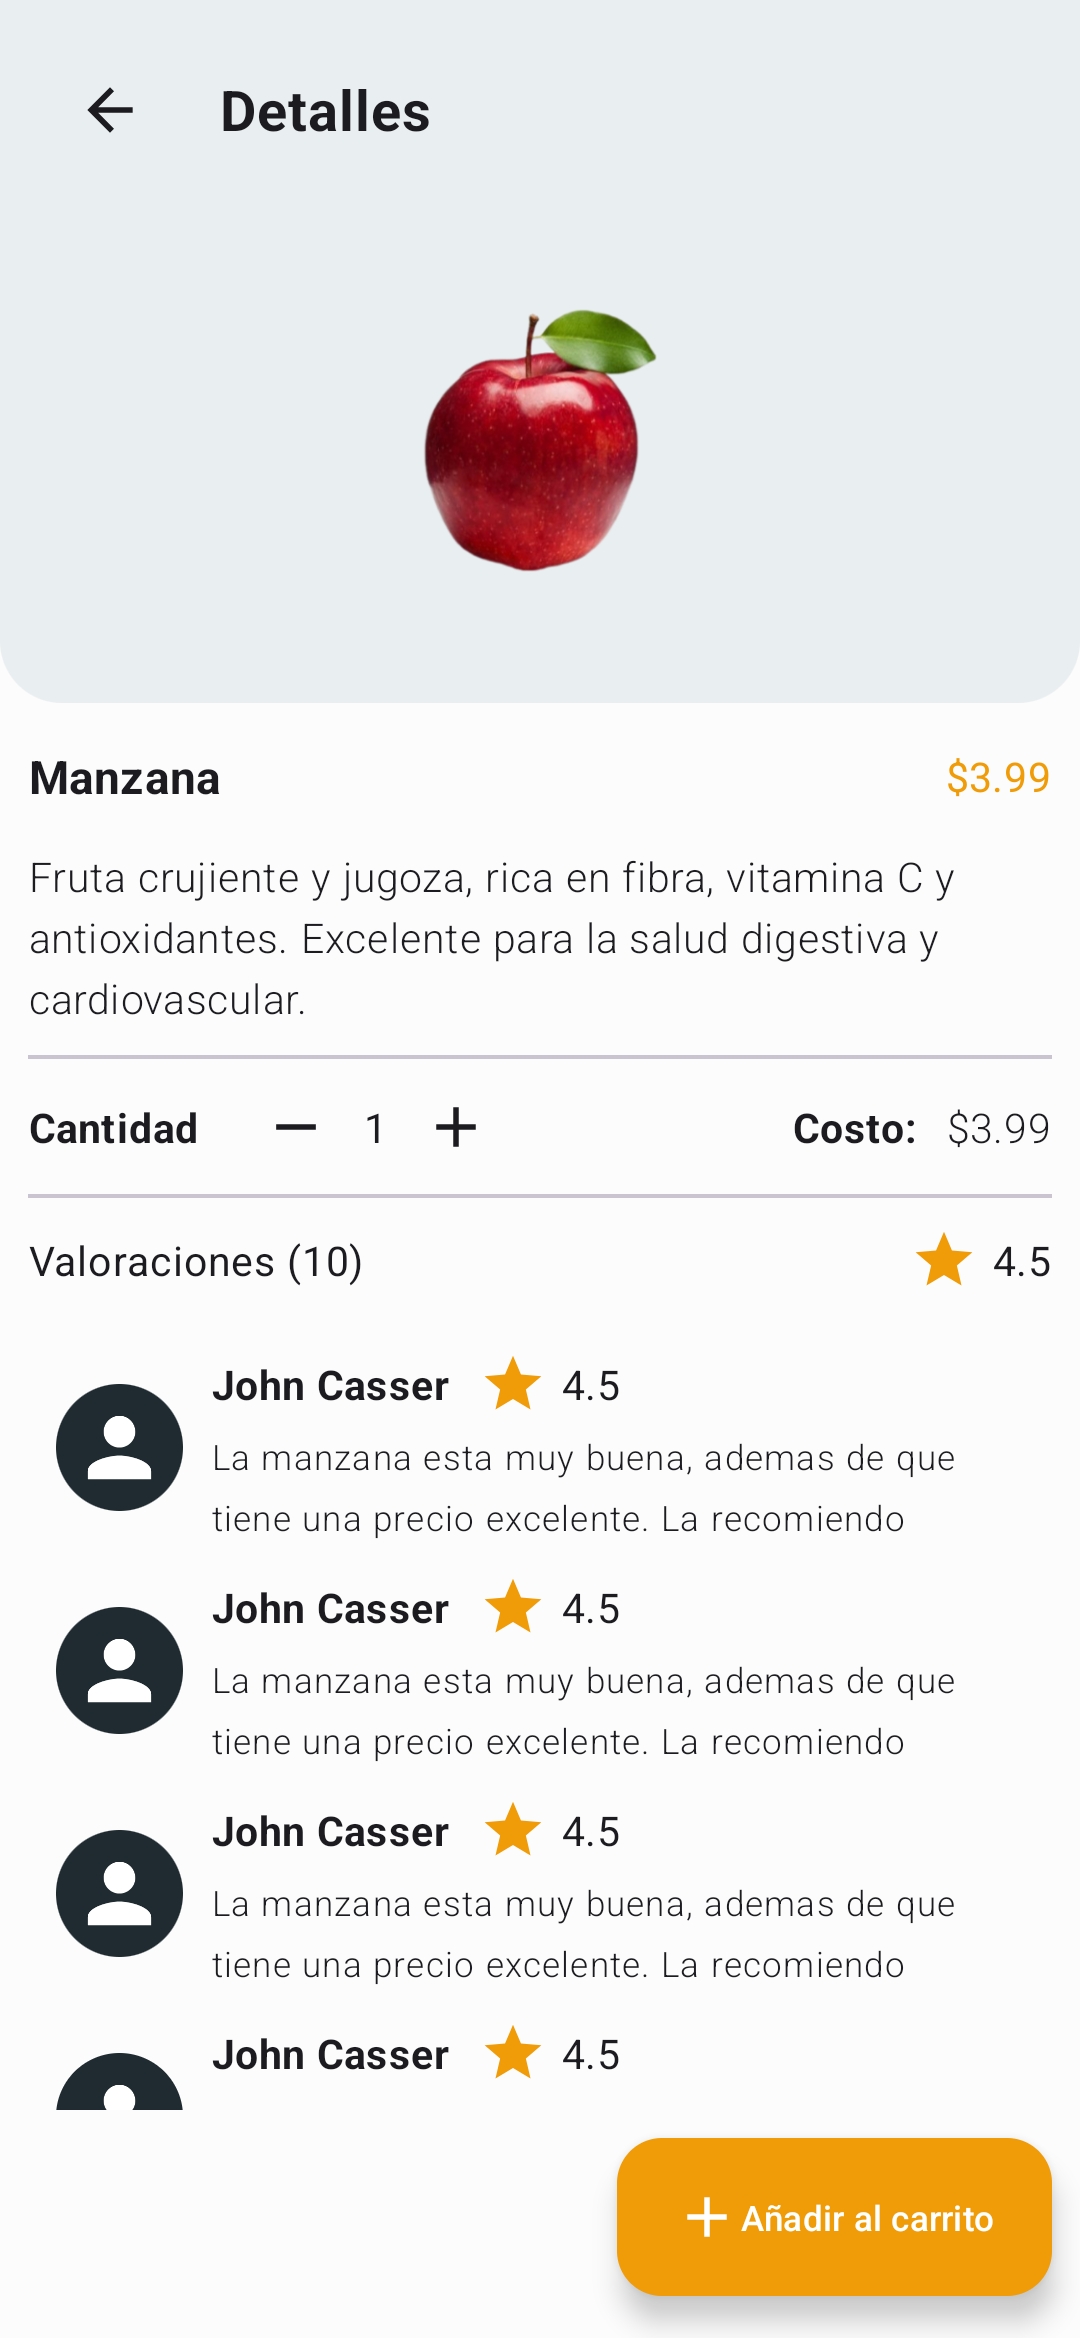 Detalles
Manzana $3.99
Fruta crujiente y jugoza, rica en fibra, vitamina C y
antioxidantes. Excelente para la salud digestiva y
cardiovascular.
Cantidad 1 Costo: $3.99
Valoraciones (10) 4.5
John Casser 4.5
La manzana esta muy buena, ademas de que
tiene una precio excelente. La recomiendo
John Casser 4.5
La manzana esta muy buena, ademas de que
tiene una precio excelente. La recomiendo
John Casser 4.5
La manzana esta muy buena, ademas de que
tiene una precio excelente. La recomiendo
John Casser 4.5
Añadir al carrito